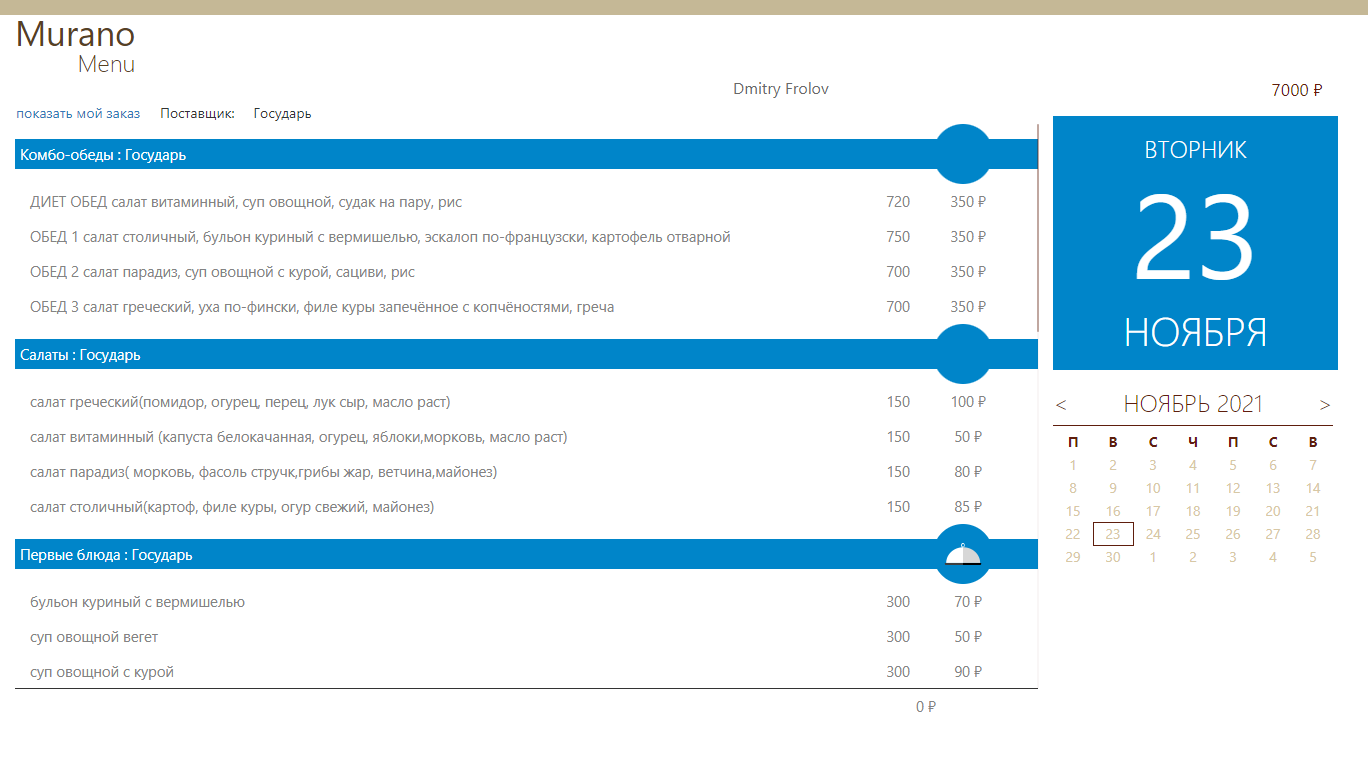 Murano
Menu
Dmitry Frolov 7000 ₽
показать мой заказ Поставщик: Государь
Комбо-обеды : Государь
ДИЕТ ОБЕД салат витаминный, суп овощной, судак на пару, рис 720 350 ₽
ОБЕД 1 салат столичный, бульон куриный с вермишелью, эскалоп по-французски, картофель отварной 750 350 ₽
ОБЕД 2 салат парадиз, суп овощной с курой, сациви, рис 700 350 ₽
ОБЕД 3 салат греческий, уха по-фински, филе куры запечённое с копчёностями, греча 700 350 ₽
Салаты : Государь
салат греческий(помидор, огурец, перец, лук сыр, масло раст) 150 100 ₽
салат витаминный (капуста белокачанная, огурец, яблоки,морковь, масло раст) 150 50 ₽
салат парадиз( морковь, фасоль стручк,грибы жар, ветчина,майонез) 150 80 ₽
салат столичный(картоф, филе куры, огур свежий, майонез) 150 85 ₽
Первые блюда : Государь
бульон куриный с вермишелью 300 70 ₽
суп овощной вегет 300 50 ₽
суп овощной с курой 300 90 ₽
0 ₽
ВТОРНИК
23
НОЯБРЯ
< НОЯБРЬ 2021 >
П В С Ч П С В
1 2 3 4 5 6 7
8 9 10 11 12 13 14
15 16 17 18 19 20 21
22 23 24 25 26 27 28
29 30 1 2 3 4 5